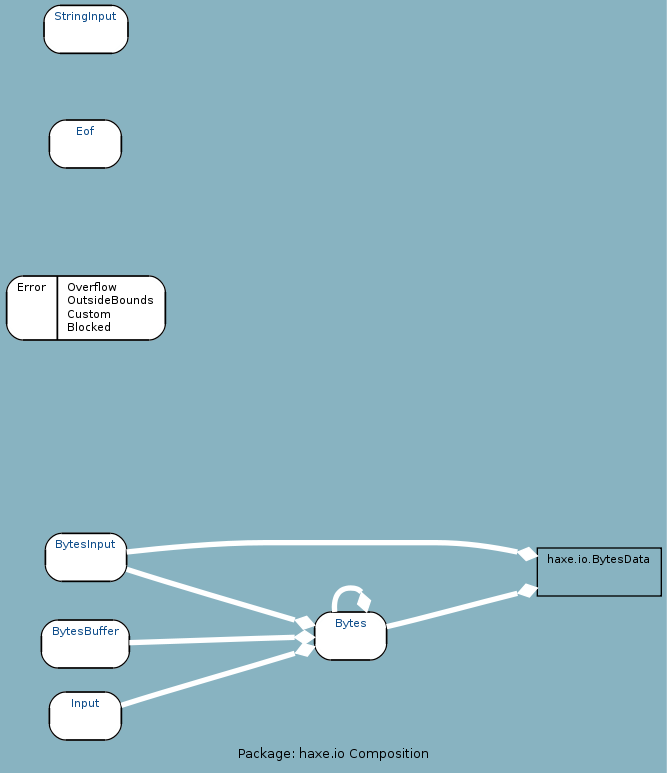 StringInput
Eof
Error
Overflow
OutsideBounds
Custom
Blocked
BytesInput
haxe.io.BytesData
BytesBuffer
Bytes
Input
Package: haxe.io Composition